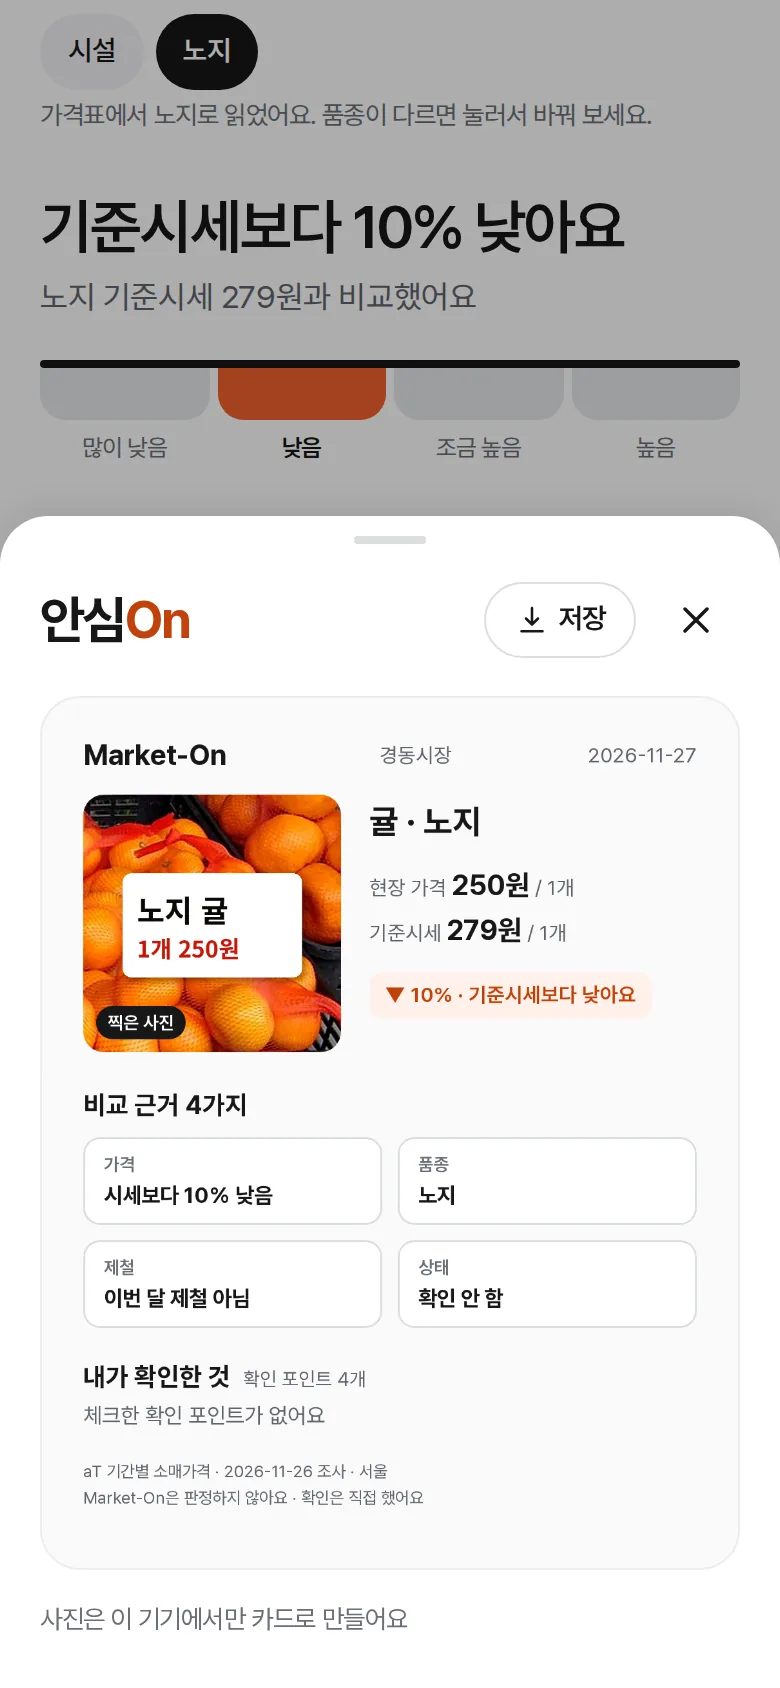 시설
노지
가격표에서 노지로 읽었어요. 품종이 다르면 눌러서 바꿔 보세요.
기준시세보다 10% 낮아요
노지 기준시세 279원과 비교했어요
많이 낮음
낮음
조금 높음
높음
안심On
저장
Market-On
경동시장
2026-11-27
노지 귤
1개 250원
찍은 사진
귤 · 노지
현장 가격 250원 / 1개
기준시세 279원 / 1개
▼ 10% · 기준시세보다 낮아요
비교 근거 4가지
가격
시세보다 10% 낮음
품종
노지
제철
이번 달 제철 아님
상태
확인 안 함
내가 확인한 것 확인 포인트 4개
체크한 확인 포인트가 없어요
aT 기간별 소매가격 · 2026-11-26 조사 · 서울
Market-On은 판정하지 않아요 · 확인은 직접 했어요
사진은 이 기기에서만 카드로 만들어요